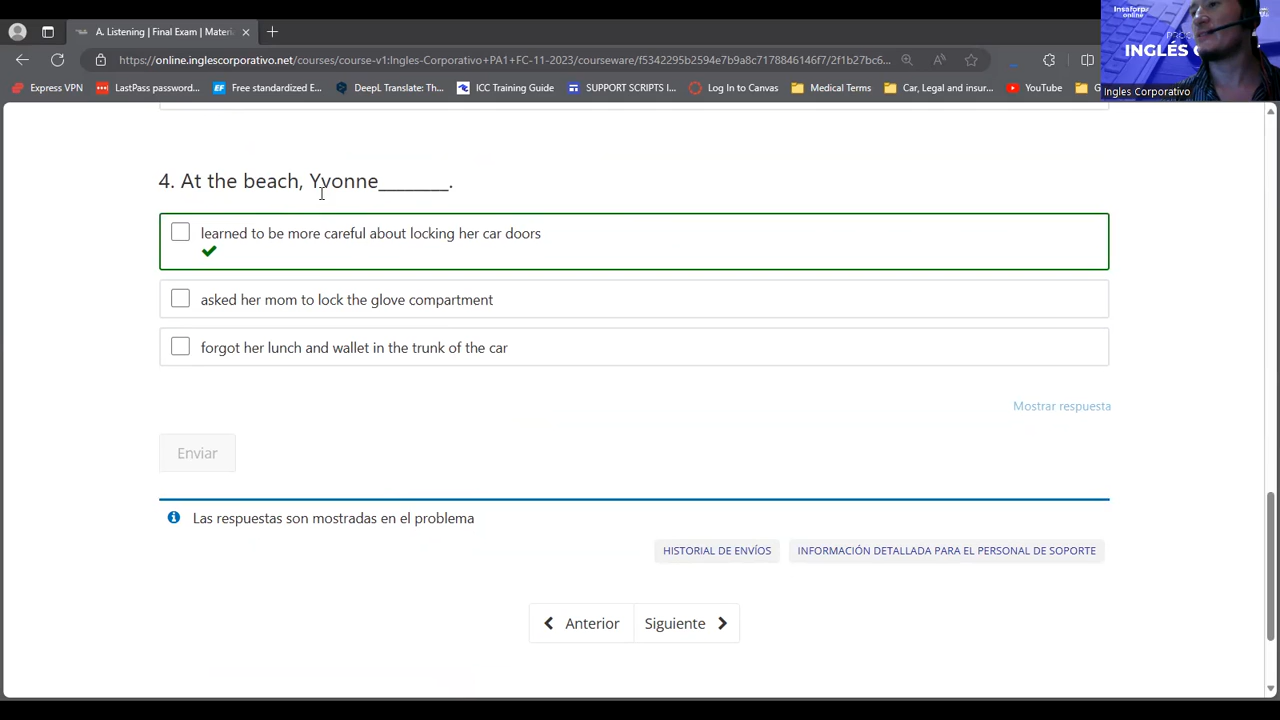 A. Listening | Final Exam | Materi
https://online.inglescorporativo.net/courses/course-v1:Ingles-Corporativo+PA1+FC-11-2023/courseware/f5342295b2594e7b9a8c7178846146f7/2f1b27bc6...
Express VPN
LastPass password...
Free standardized E...
DeepL Translate: Th...
ICC Training Guide
SUPPORT SCRIPTS I...
Log In to Canvas
Medical Terms
Car, Legal and insur...
YouTube
G
Insaforp
online
INGLÉS
Ingles Corporativo
4. At the beach, Yvonne_______.
learned to be more careful about locking her car doors
asked her mom to lock the glove compartment
forgot her lunch and wallet in the trunk of the car
Mostrar respuesta
Enviar
Las respuestas son mostradas en el problema
HISTORIAL DE ENVÍOS
INFORMACIÓN DETALLADA PARA EL PERSONAL DE SOPORTE
Anterior
Siguiente